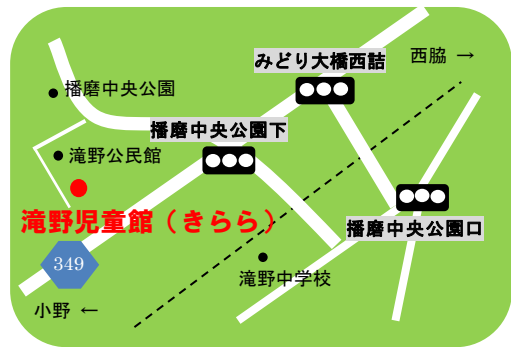 みどり大橋西詰
西脇 →
播磨中央公園
播磨中央公園下
滝野公民館
滝野児童館（きらら）
播磨中央公園口
349
滝野中学校
小野 ←